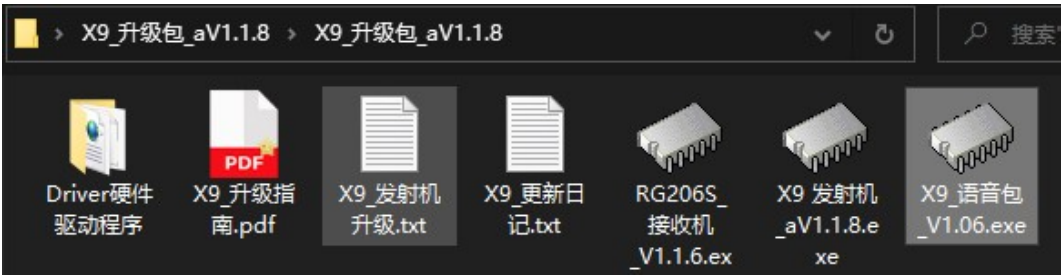 X9_升级包_aV1.1.8 › X9_升级包_aV1.1.8
搜索"
PDF
Driver硬件
驱动程序
X9_升级指
南.pdf
X9_发射机
升级.txt
X9_更新日
记.txt
RG206S_
接收机
_V1.1.6.ex
X9 发射机
_aV1.1.8.e
xe
X9_语音包
_V1.06.exe